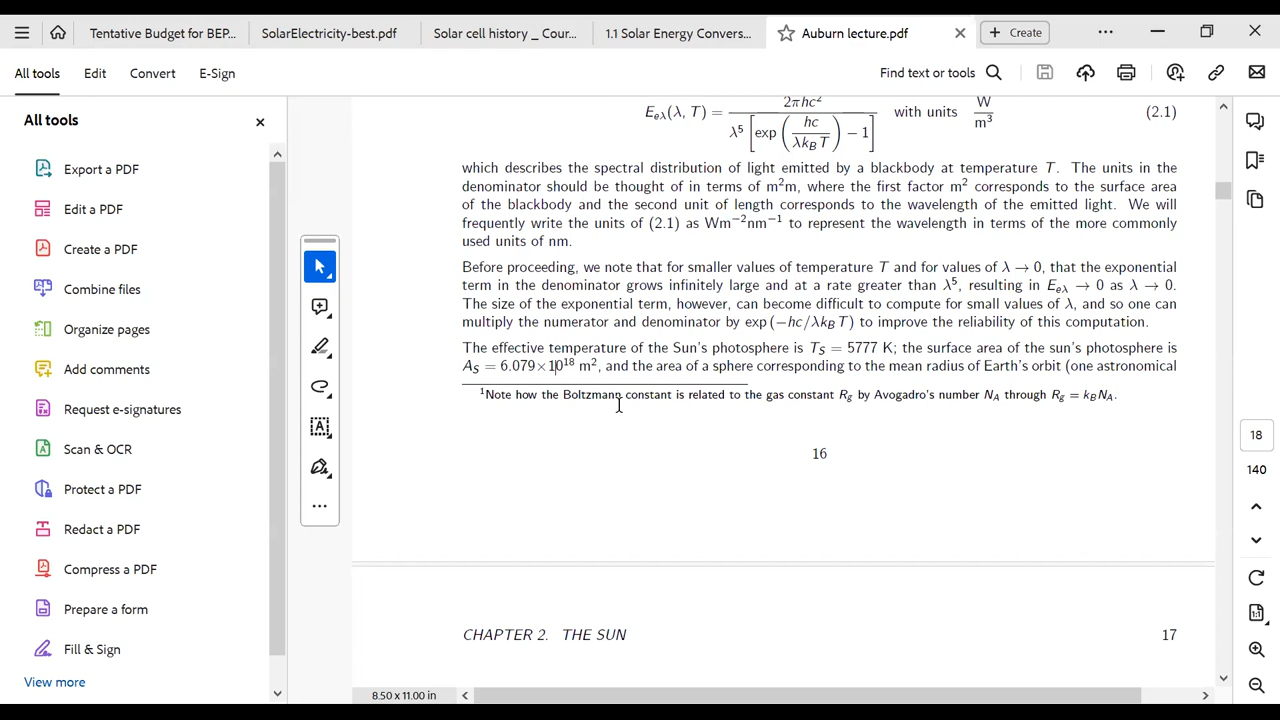 Tentative Budget for BEP... SolarElectricity-best.pdf Solar cell history _ Cour... 1.1 Solar Energy Convers... Auburn lecture.pdf Create
All tools Edit Convert E-Sign Find text or tools
All tools
Export a PDF
Edit a PDF
Create a PDF
Combine files
Organize pages
Add comments
Request e-signatures
Scan & OCR
Protect a PDF
Redact a PDF
Compress a PDF
Prepare a form
Fill & Sign
View more
E_eλ(λ, T) = 2πhc² / λ⁵ [exp (hc / λk_B T) − 1] with units W / m³ (2.1)
which describes the spectral distribution of light emitted by a blackbody at temperature T. The units in the
denominator should be thought of in terms of m²m, where the first factor m² corresponds to the surface area
of the blackbody and the second unit of length corresponds to the wavelength of the emitted light. We will
frequently write the units of (2.1) as Wm⁻²nm⁻¹ to represent the wavelength in terms of the more commonly
used units of nm.
Before proceeding, we note that for smaller values of temperature T and for values of λ → 0, that the exponential
term in the denominator grows infinitely large and at a rate greater than λ⁵, resulting in E_eλ → 0 as λ → 0.
The size of the exponential term, however, can become difficult to compute for small values of λ, and so one can
multiply the numerator and denominator by exp (−hc/λk_B T) to improve the reliability of this computation.
The effective temperature of the Sun's photosphere is T_S = 5777 K; the surface area of the sun's photosphere is
A_S = 6.079×10¹⁸ m², and the area of a sphere corresponding to the mean radius of Earth's orbit (one astronomical
¹Note how the Boltzmann constant is related to the gas constant R_g by Avogadro's number N_A through R_g = k_B N_A.
16
CHAPTER 2. THE SUN 17
8.50 x 11.00 in
18
140
1:1